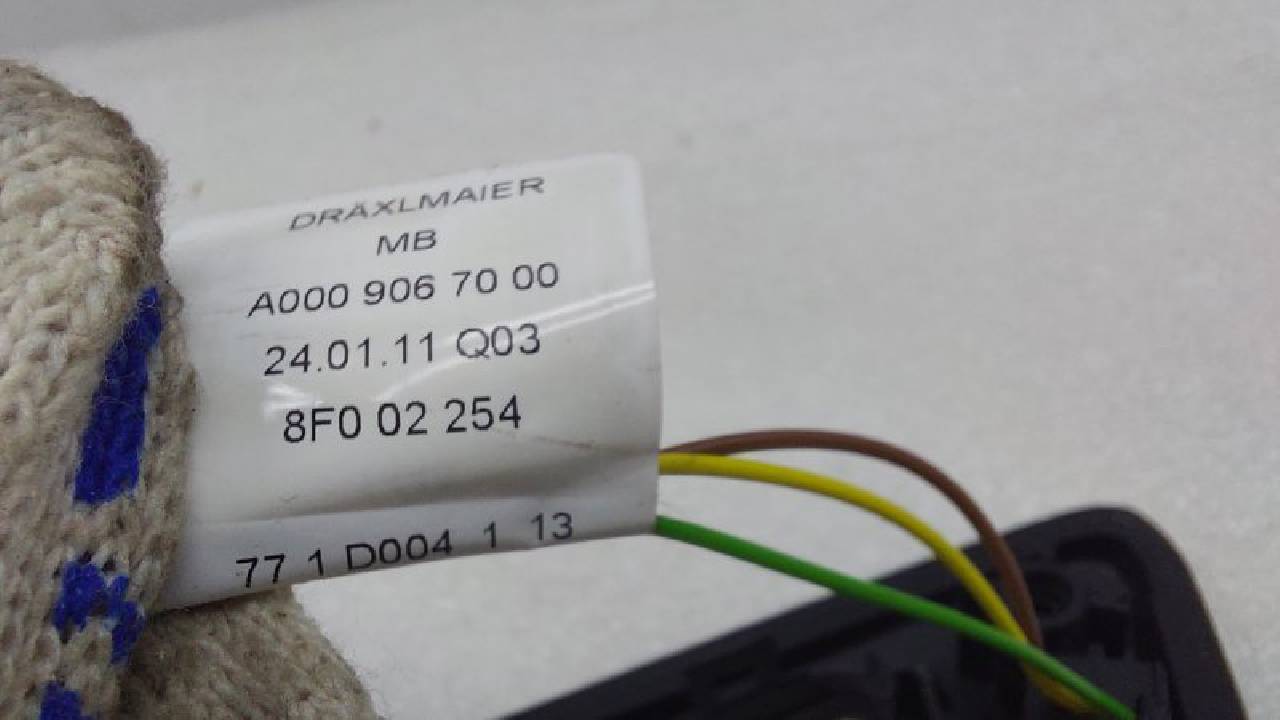 DRÄXLMAIER
MB
A000 906 70 00
24.01.11 Q03
8F0 02 254
77 1 D004 1 13